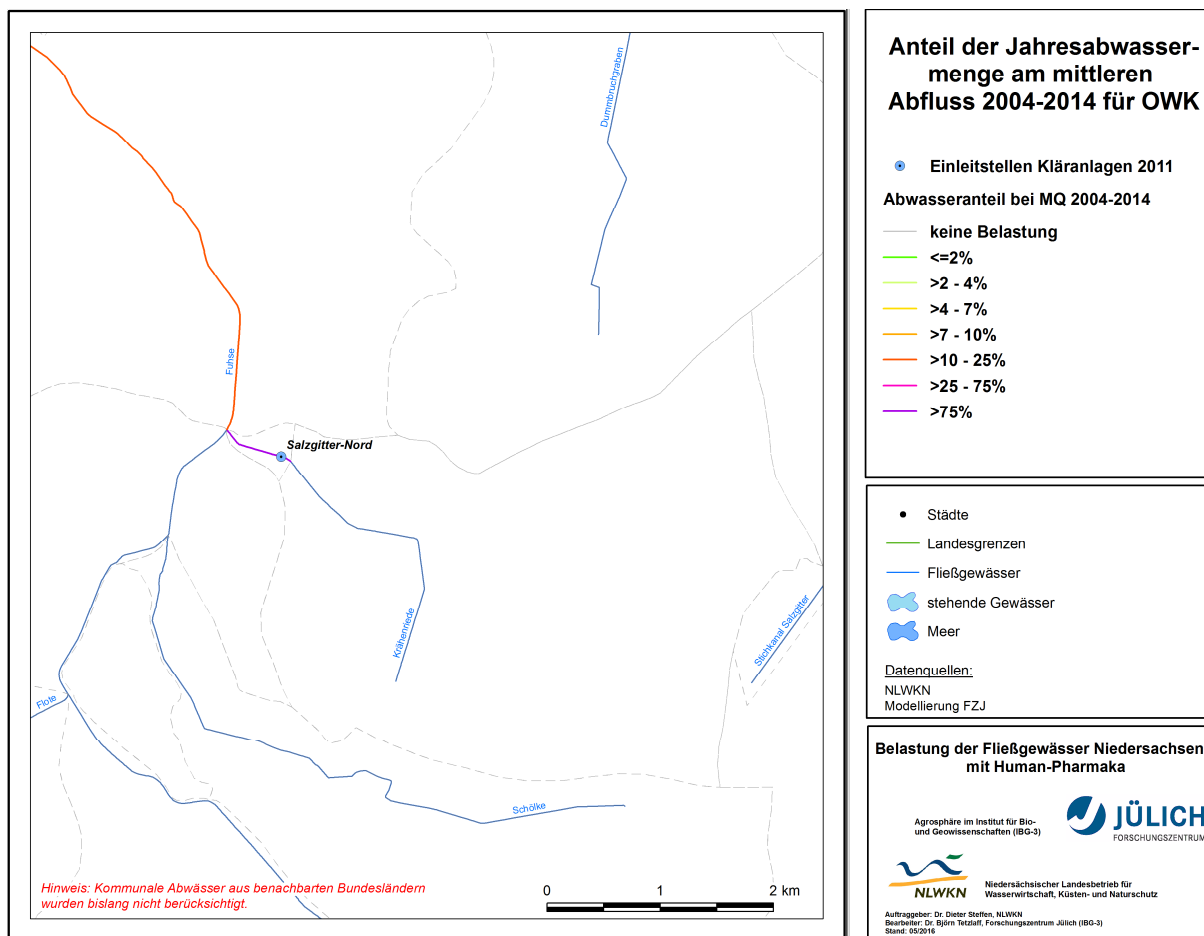 Dummbruchgraben
Fuhse
Salzgitter-Nord
Krähenriede
Stichkanal Salzgitter
Flote
Schölke
Hinweis: Kommunale Abwässer aus benachbarten Bundesländern
wurden bislang nicht berücksichtigt.
0 1 2 km
Anteil der Jahresabwasser-
menge am mittleren
Abfluss 2004-2014 für OWK
Einleitstellen Kläranlagen 2011
Abwasseranteil bei MQ 2004-2014
keine Belastung
<=2%
>2 - 4%
>4 - 7%
>7 - 10%
>10 - 25%
>25 - 75%
>75%
Städte
Landesgrenzen
Fließgewässer
stehende Gewässer
Meer
Datenquellen:
NLWKN
Modellierung FZJ
Belastung der Fließgewässer Niedersachsen
mit Human-Pharmaka
Agrosphäre im Institut für Bio-
und Geowissenschaften (IBG-3)
JÜLICH
FORSCHUNGSZENTRUM
NLWKN
Niedersächsischer Landesbetrieb für
Wasserwirtschaft, Küsten- und Naturschutz
Auftraggeber: Dr. Dieter Steffen, NLWKN
Bearbeiter: Dr. Björn Tetzlaff, Forschungszentrum Jülich (IBG-3)
Stand: 05/2016